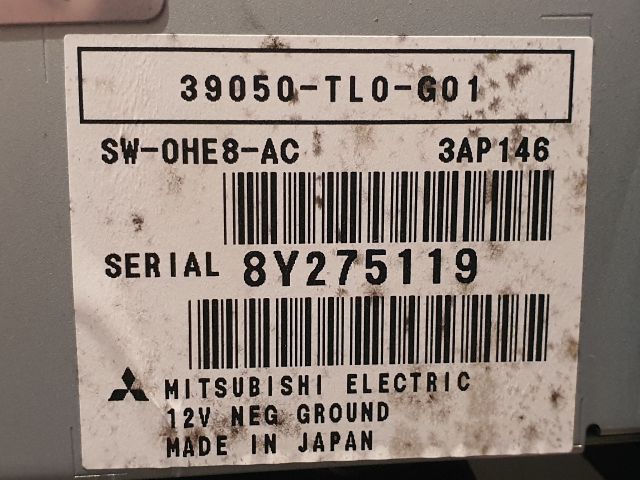 39050-TL0-G01
SW-0HE8-AC 3AP146
SERIAL 8Y275119
MITSUBISHI ELECTRIC
12V NEG GROUND
MADE IN JAPAN